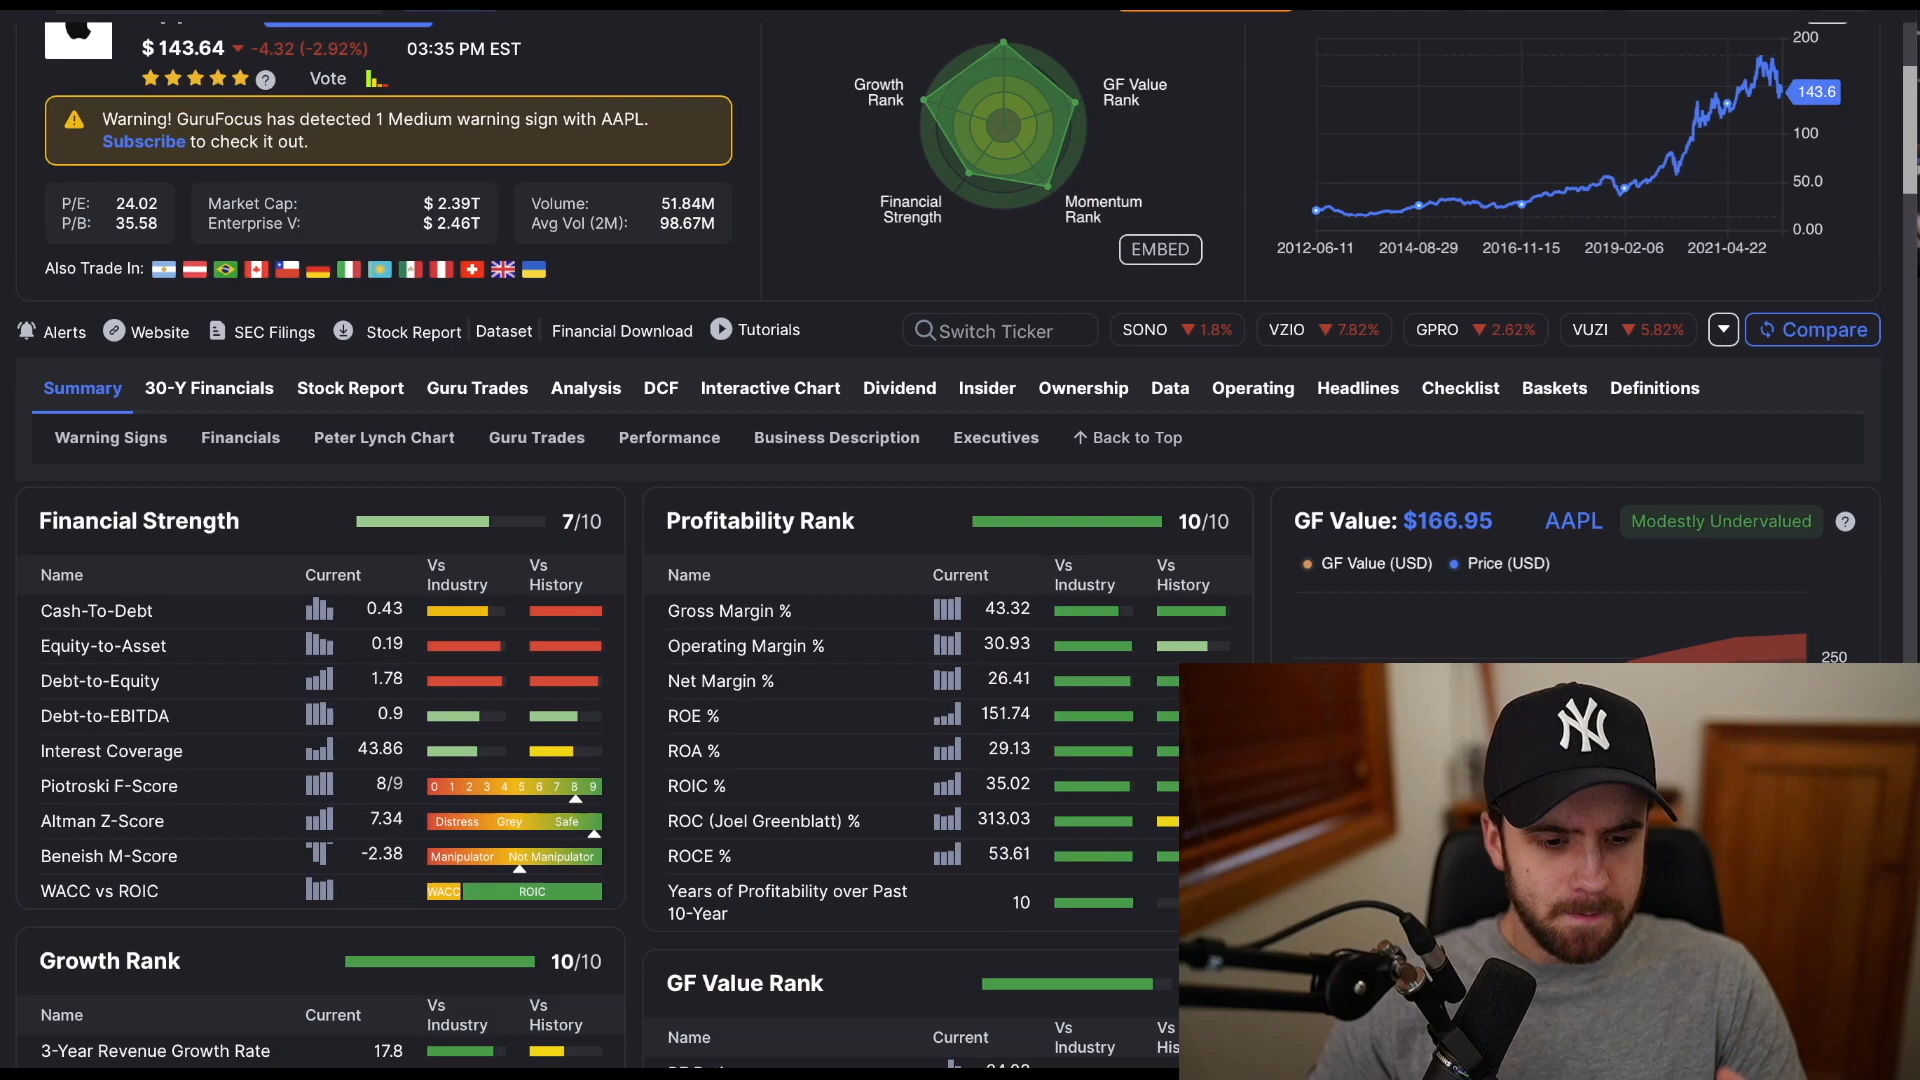 $ 143.64 -4.32 (-2.92%) 03:35 PM EST
? Vote
Warning! GuruFocus has detected 1 Medium warning sign with AAPL.
Subscribe to check it out.
P/E: 24.02
P/B: 35.58
Market Cap: $ 2.39T
Enterprise V: $ 2.46T
Volume: 51.84M
Avg Vol (2M): 98.67M
Also Trade In:
Growth
Rank
GF Value
Rank
Financial
Strength
Momentum
Rank
EMBED
200
143.6
100
50.0
0.00
2012-06-11 2014-08-29 2016-11-15 2019-02-06 2021-04-22
Alerts Website SEC Filings Stock Report Dataset Financial Download Tutorials
Switch Ticker SONO 1.8% VZIO 7.82% GPRO 2.62% VUZI 5.82% Compare
Summary 30-Y Financials Stock Report Guru Trades Analysis DCF Interactive Chart Dividend Insider Ownership Data Operating Headlines Checklist Baskets Definitions
Warning Signs Financials Peter Lynch Chart Guru Trades Performance Business Description Executives ↑ Back to Top
Financial Strength 7/10
Name Current Vs Industry Vs History
Cash-To-Debt 0.43
Equity-to-Asset 0.19
Debt-to-Equity 1.78
Debt-to-EBITDA 0.9
Interest Coverage 43.86
Piotroski F-Score 8/9 0 1 2 3 4 5 6 7 8 9
Altman Z-Score 7.34 Distress Grey Safe
Beneish M-Score -2.38 Manipulator Not Manipulator
WACC vs ROIC WACC ROIC
Growth Rank 10/10
Name Current Vs Industry Vs History
3-Year Revenue Growth Rate 17.8
Profitability Rank 10/10
Name Current Vs Industry Vs History
Gross Margin % 43.32
Operating Margin % 30.93
Net Margin % 26.41
ROE % 151.74
ROA % 29.13
ROIC % 35.02
ROC (Joel Greenblatt) % 313.03
ROCE % 53.61
Years of Profitability over Past
10-Year 10
GF Value Rank
Name Current Vs Industry Vs
GF Value: $166.95 AAPL Modestly Undervalued ?
GF Value (USD) Price (USD)
250
NY